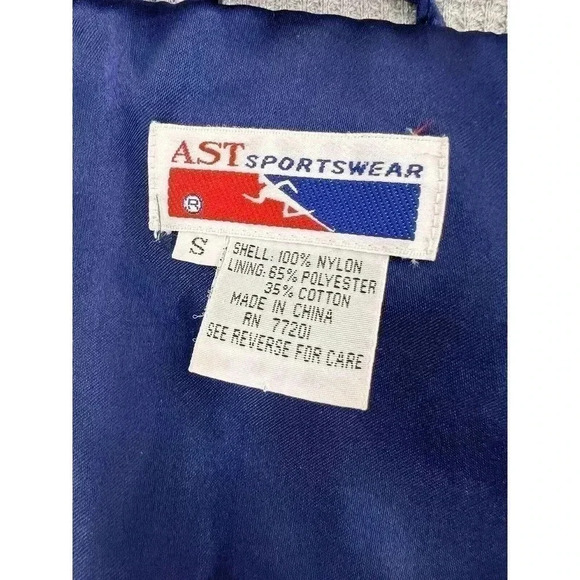 AST SPORTSWEAR
R
S
SHELL: 100% NYLON
LINING: 65% POLYESTER
35% COTTON
MADE IN CHINA
RN 77201
SEE REVERSE FOR CARE